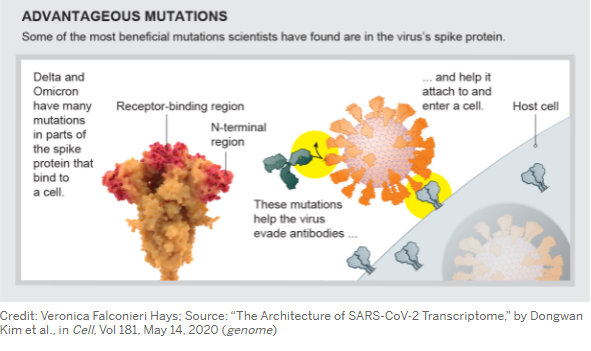 ADVANTAGEOUS MUTATIONS
Some of the most beneficial mutations scientists have found are in the virus's spike protein.
Delta and
Omicron
have many
mutations
in parts of
the spike
protein that
bind to
a cell.
Receptor-binding region
N-terminal
region
These mutations
help the virus
evade antibodies ...
... and help it
attach to and
enter a cell.
Host cell
Credit: Veronica Falconieri Hays; Source: “The Architecture of SARS-CoV-2 Transcriptome,” by Dongwan
Kim et al., in Cell, Vol 181, May 14, 2020 (genome)